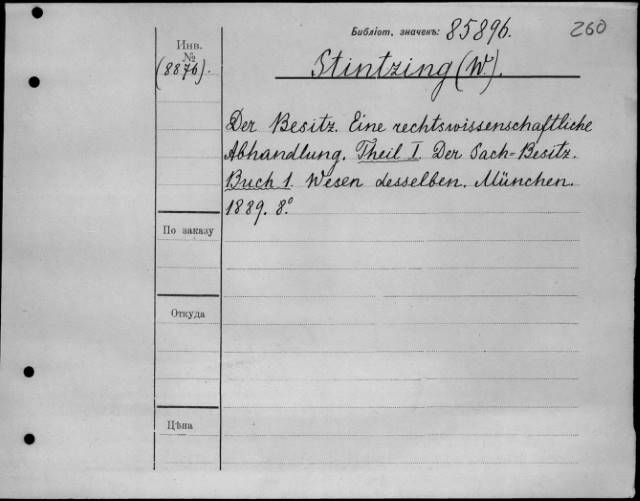 Библіот. значекъ: 85896. 260
Инв.
№
(8876).
Stintzing (W.).
Der Besitz. Eine rechtswissenschaftliche
Abhandlung. Theil I. Der Sach-Besitz.
Buch 1. Wesen desselben. München.
1889. 8.º
По заказу
Откуда
Цѣна